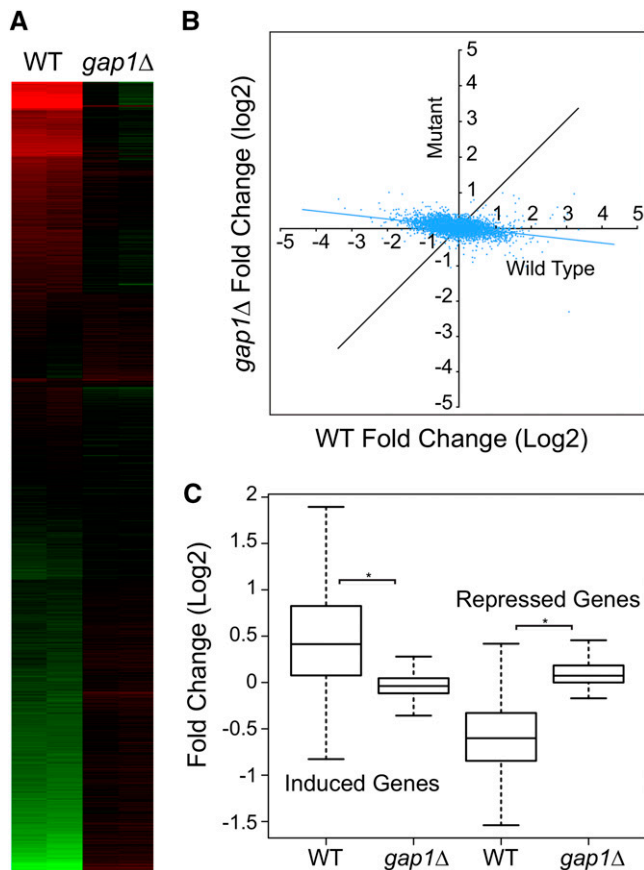 A
WT gap1Δ
B
5
4
3
2
1
0
-1
-2
-3
-4
-5
Mutant
-5 -4 -3 -2 -1 0 1 2 3 4 5
Wild Type
gap1Δ Fold Change (log2)
WT Fold Change (Log2)
C
2
1.5
1
0.5
0
-0.5
-1
-1.5
Fold Change (Log2)
*
Repressed Genes
*
Induced Genes
WT gap1Δ WT gap1Δ